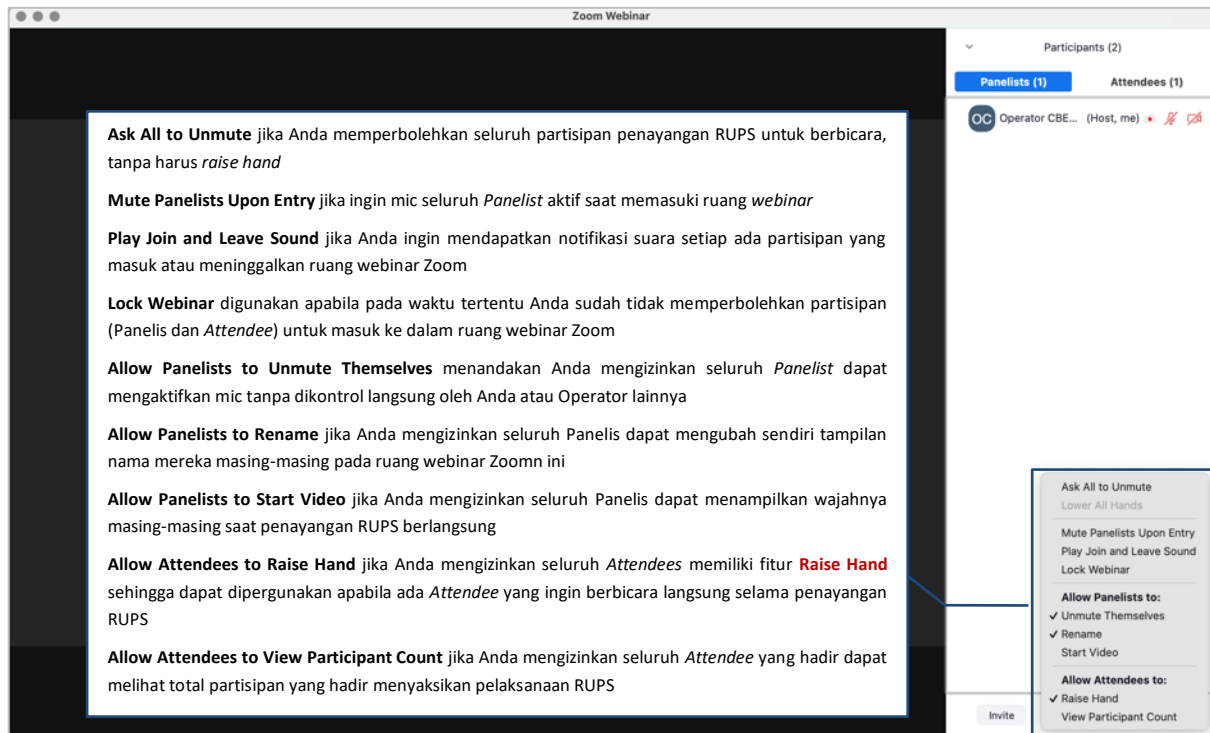 Zoom Webinar
Participants (2)
Panelists (1)
Attendees (1)
OC Operator CBE... (Host, me)
Ask All to Unmute jika Anda memperbolehkan seluruh partisipan penayangan RUPS untuk berbicara,
tanpa harus raise hand
Mute Panelists Upon Entry jika ingin mic seluruh Panelist aktif saat memasuki ruang webinar
Play Join and Leave Sound jika Anda ingin mendapatkan notifikasi suara setiap ada partisipan yang
masuk atau meninggalkan ruang webinar Zoom
Lock Webinar digunakan apabila pada waktu tertentu Anda sudah tidak memperbolehkan partisipan
(Panelis dan Attendee) untuk masuk ke dalam ruang webinar Zoom
Allow Panelists to Unmute Themselves menandakan Anda mengizinkan seluruh Panelist dapat
mengaktifkan mic tanpa dikontrol langsung oleh Anda atau Operator lainnya
Allow Panelists to Rename jika Anda mengizinkan seluruh Panelis dapat mengubah sendiri tampilan
nama mereka masing-masing pada ruang webinar Zoomn ini
Allow Panelists to Start Video jika Anda mengizinkan seluruh Panelis dapat menampilkan wajahnya
masing-masing saat penayangan RUPS berlangsung
Allow Attendees to Raise Hand jika Anda mengizinkan seluruh Attendees memiliki fitur Raise Hand
sehingga dapat dipergunakan apabila ada Attendee yang ingin berbicara langsung selama penayangan
RUPS
Allow Attendees to View Participant Count jika Anda mengizinkan seluruh Attendee yang hadir dapat
melihat total partisipan yang hadir menyaksikan pelaksanaan RUPS
Ask All to Unmute
Lower All Hands
Mute Panelists Upon Entry
Play Join and Leave Sound
Lock Webinar
Allow Panelists to:
✓ Unmute Themselves
✓ Rename
Start Video
Allow Attendees to:
✓ Raise Hand
View Participant Count
Invite